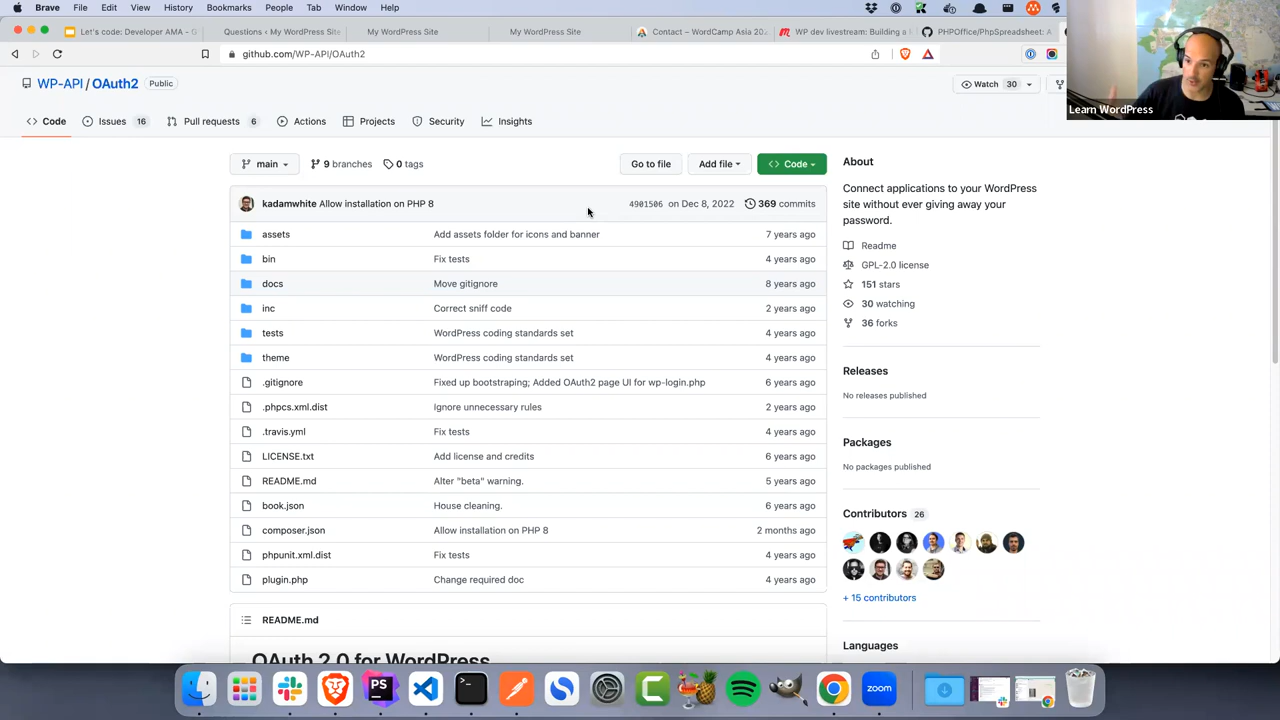 Brave File Edit View History Bookmarks People Tab Window Help
Let's code: Developer AMA - G
Questions ‹ My WordPress Site
My WordPress Site
My WordPress Site
Contact – WordCamp Asia 202
WP dev livestream: Building a
PHPOffice/PhpSpreadsheet: A
github.com/WP-API/OAuth2
Learn WordPress
WP-API / OAuth2 Public
Watch 30
Code Issues 16 Pull requests 6 Actions Projects Security Insights
main 9 branches 0 tags Go to file Add file Code
kadamwhite Allow installation on PHP 8 4901506 on Dec 8, 2022 369 commits
assets Add assets folder for icons and banner 7 years ago
bin Fix tests 4 years ago
docs Move gitignore 8 years ago
inc Correct sniff code 2 years ago
tests WordPress coding standards set 4 years ago
theme WordPress coding standards set 4 years ago
.gitignore Fixed up bootstraping; Added OAuth2 page UI for wp-login.php 6 years ago
.phpcs.xml.dist Ignore unnecessary rules 2 years ago
.travis.yml Fix tests 4 years ago
LICENSE.txt Add license and credits 6 years ago
README.md Alter "beta" warning. 5 years ago
book.json House cleaning. 6 years ago
composer.json Allow installation on PHP 8 2 months ago
phpunit.xml.dist Fix tests 4 years ago
plugin.php Change required doc 4 years ago
README.md
OAuth 2.0 for WordPress
About
Connect applications to your WordPress
site without ever giving away your
password.
Readme
GPL-2.0 license
151 stars
30 watching
36 forks
Releases
No releases published
Packages
No packages published
Contributors 26
+ 15 contributors
Languages
PS
zoom